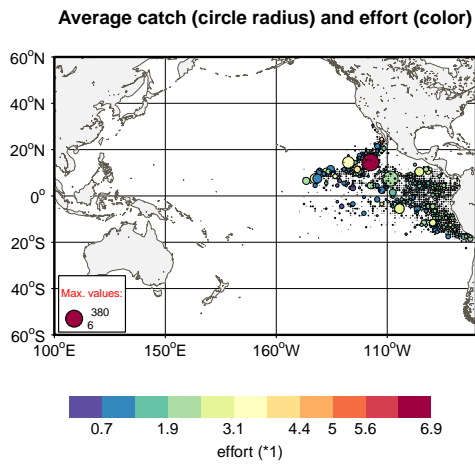 Average catch (circle radius) and effort (color)
60°N
40°N
20°N
0°
20°S
40°S
60°S
Max. values:
380
6
100°E 150°E 160°W 110°W
0.7 1.9 3.1 4.4 5 5.6 6.9
effort (*1)